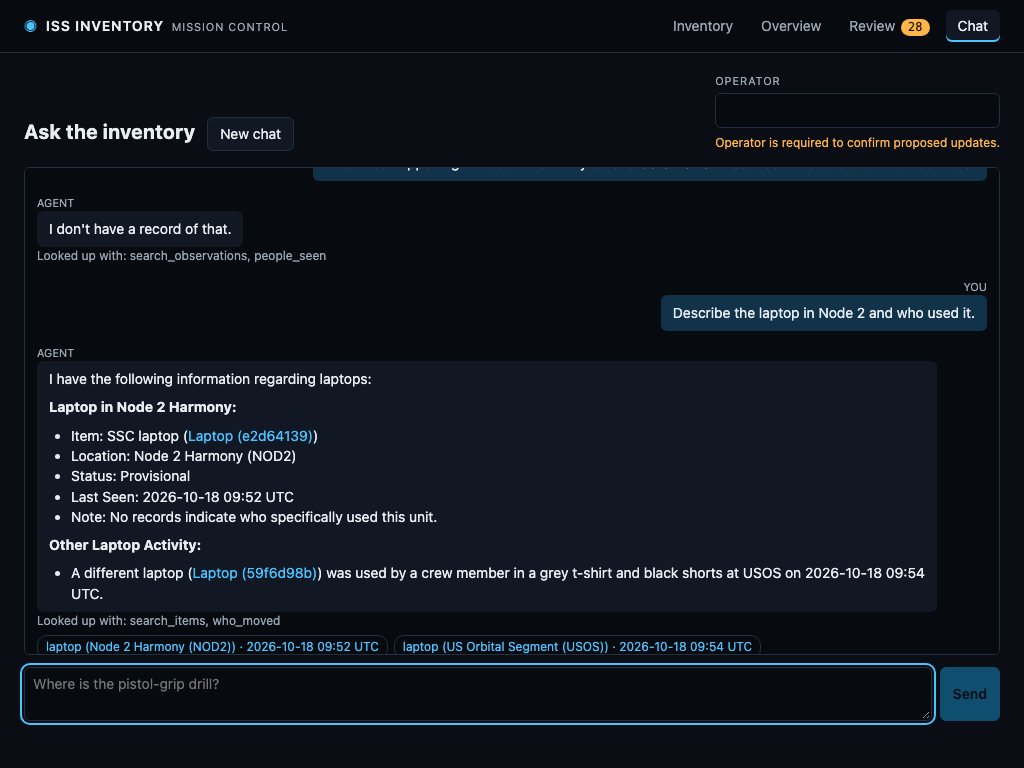 ISS INVENTORY MISSION CONTROL
Inventory
Overview
Review 28
Chat
OPERATOR
Ask the inventory
New chat
Operator is required to confirm proposed updates.
AGENT
I don't have a record of that.
Looked up with: search_observations, people_seen
YOU
Describe the laptop in Node 2 and who used it.
AGENT
I have the following information regarding laptops:
Laptop in Node 2 Harmony:
• Item: SSC laptop (Laptop (e2d64139))
• Location: Node 2 Harmony (NOD2)
• Status: Provisional
• Last Seen: 2026-10-18 09:52 UTC
• Note: No records indicate who specifically used this unit.
Other Laptop Activity:
• A different laptop (Laptop (59f6d98b)) was used by a crew member in a grey t-shirt and black shorts at USOS on 2026-10-18 09:54
UTC.
Looked up with: search_items, who_moved
laptop (Node 2 Harmony (NOD2)) · 2026-10-18 09:52 UTC
laptop (US Orbital Segment (USOS)) · 2026-10-18 09:54 UTC
Where is the pistol-grip drill?
Send